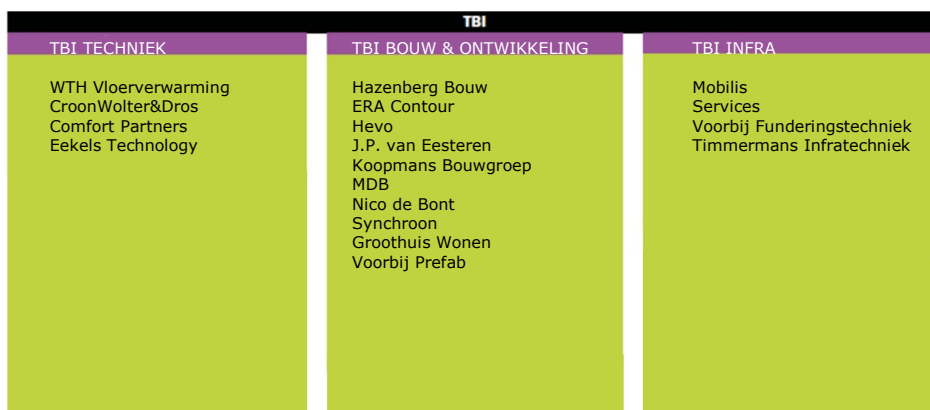 TBI
TBI TECHNIEK
WTH Vloerverwarming
CroonWolter&Dros
Comfort Partners
Eekels Technology
TBI BOUW & ONTWIKKELING
Hazenberg Bouw
ERA Contour
Hevo
J.P. van Eesteren
Koopmans Bouwgroep
MDB
Nico de Bont
Synchroon
Groothuis Wonen
Voorbij Prefab
TBI INFRA
Mobilis
Services
Voorbij Funderingstechniek
Timmermans Infratechniek